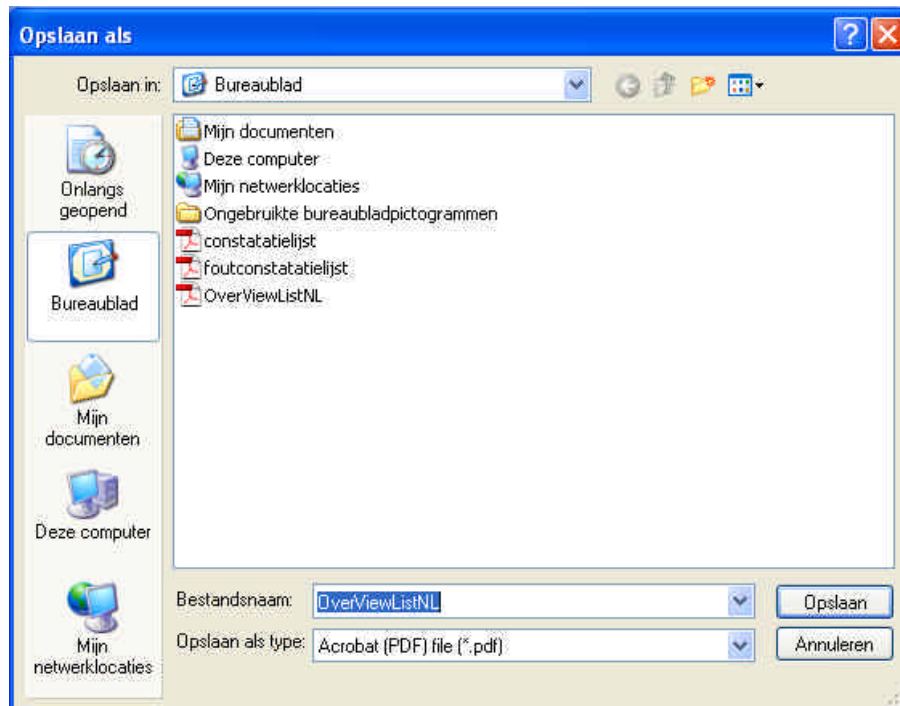 Opslaan als
Opslaan in:
Bureaublad
Onlangs
geopend
Bureaublad
Mijn
documenten
Deze computer
Mijn
netwerklocaties
Mijn documenten
Deze computer
Mijn netwerklocaties
Ongebruikte bureaubladpictogrammen
constatatielijst
foutconstatatielijst
OverViewListNL
Bestandsnaam:
OverViewListNL
Opslaan
Opslaan als type:
Acrobat (PDF) file (*.pdf)
Annuleren